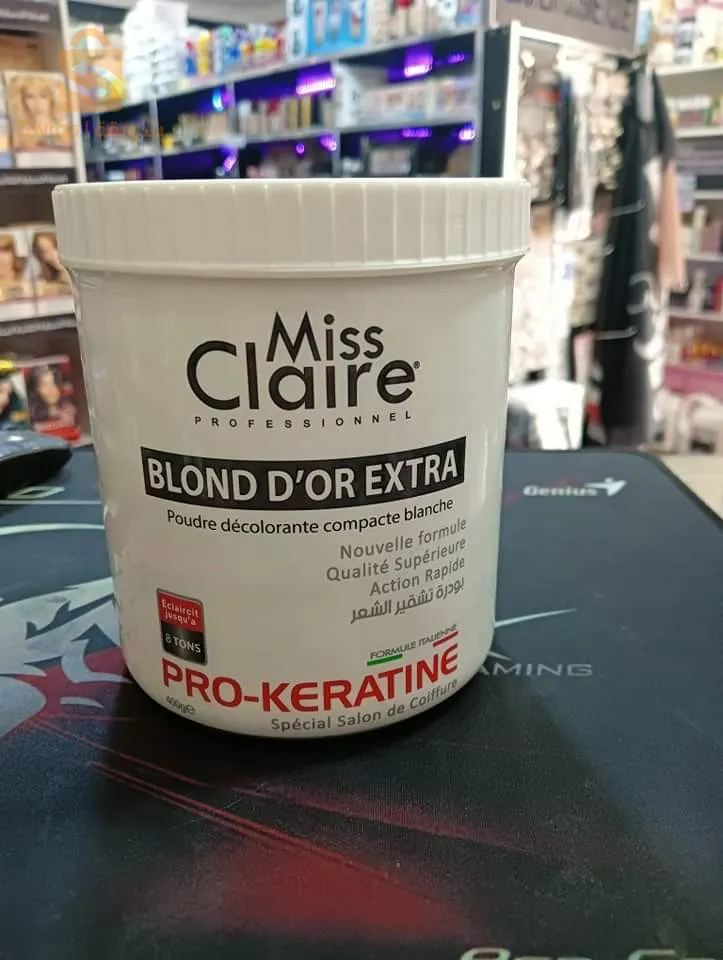 Miss
Claire
PROFESSIONNEL
BLOND D'OR EXTRA
Poudre décolorante compacte blanche
Nouvelle formule
Qualité Supérieure
Action Rapide
بودرة تشقير الشعر
Eclaircit
jusqu'a
8 TONS
FORMULE ITALIENNE
PRO-KERATINE
400ge
Spécial Salon de Coiffure
Genius
AMING